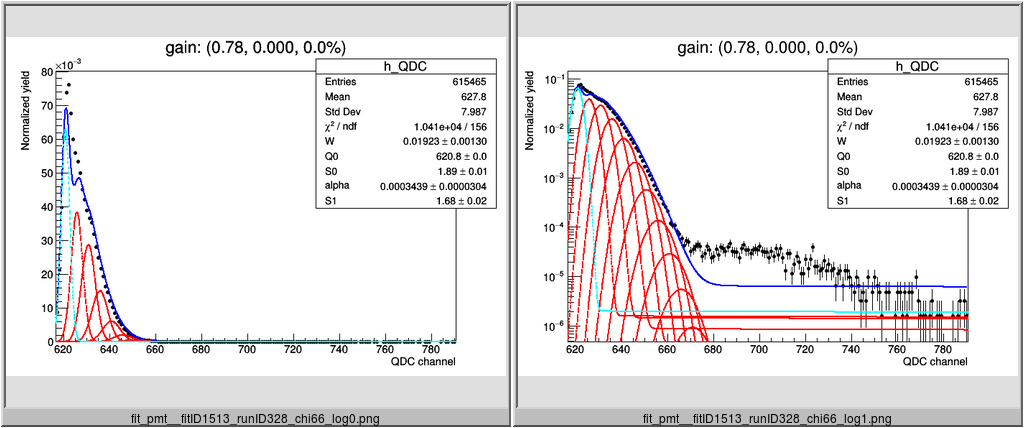 gain: (0.78, 0.000, 0.0%)
×10⁻³
Normalized yield
h_QDC
Entries 615465
Mean 627.8
Std Dev 7.987
χ² / ndf 1.041e+04 / 156
W 0.01923 ± 0.00130
Q0 620.8 ± 0.0
S0 1.89 ± 0.01
alpha 0.0003439 ± 0.0000304
S1 1.68 ± 0.02
80
70
60
50
40
30
20
10
0
620 640 660 680 700 720 740 760 780
QDC channel
fit_pmt__fitID1513_runID328_chi66_log0.png
gain: (0.78, 0.000, 0.0%)
Normalized yield
h_QDC
Entries 615465
Mean 627.8
Std Dev 7.987
χ² / ndf 1.041e+04 / 156
W 0.01923 ± 0.00130
Q0 620.8 ± 0.0
S0 1.89 ± 0.01
alpha 0.0003439 ± 0.0000304
S1 1.68 ± 0.02
10⁻¹
10⁻²
10⁻³
10⁻⁴
10⁻⁵
10⁻⁶
620 640 660 680 700 720 740 760 780
QDC channel
fit_pmt__fitID1513_runID328_chi66_log1.png